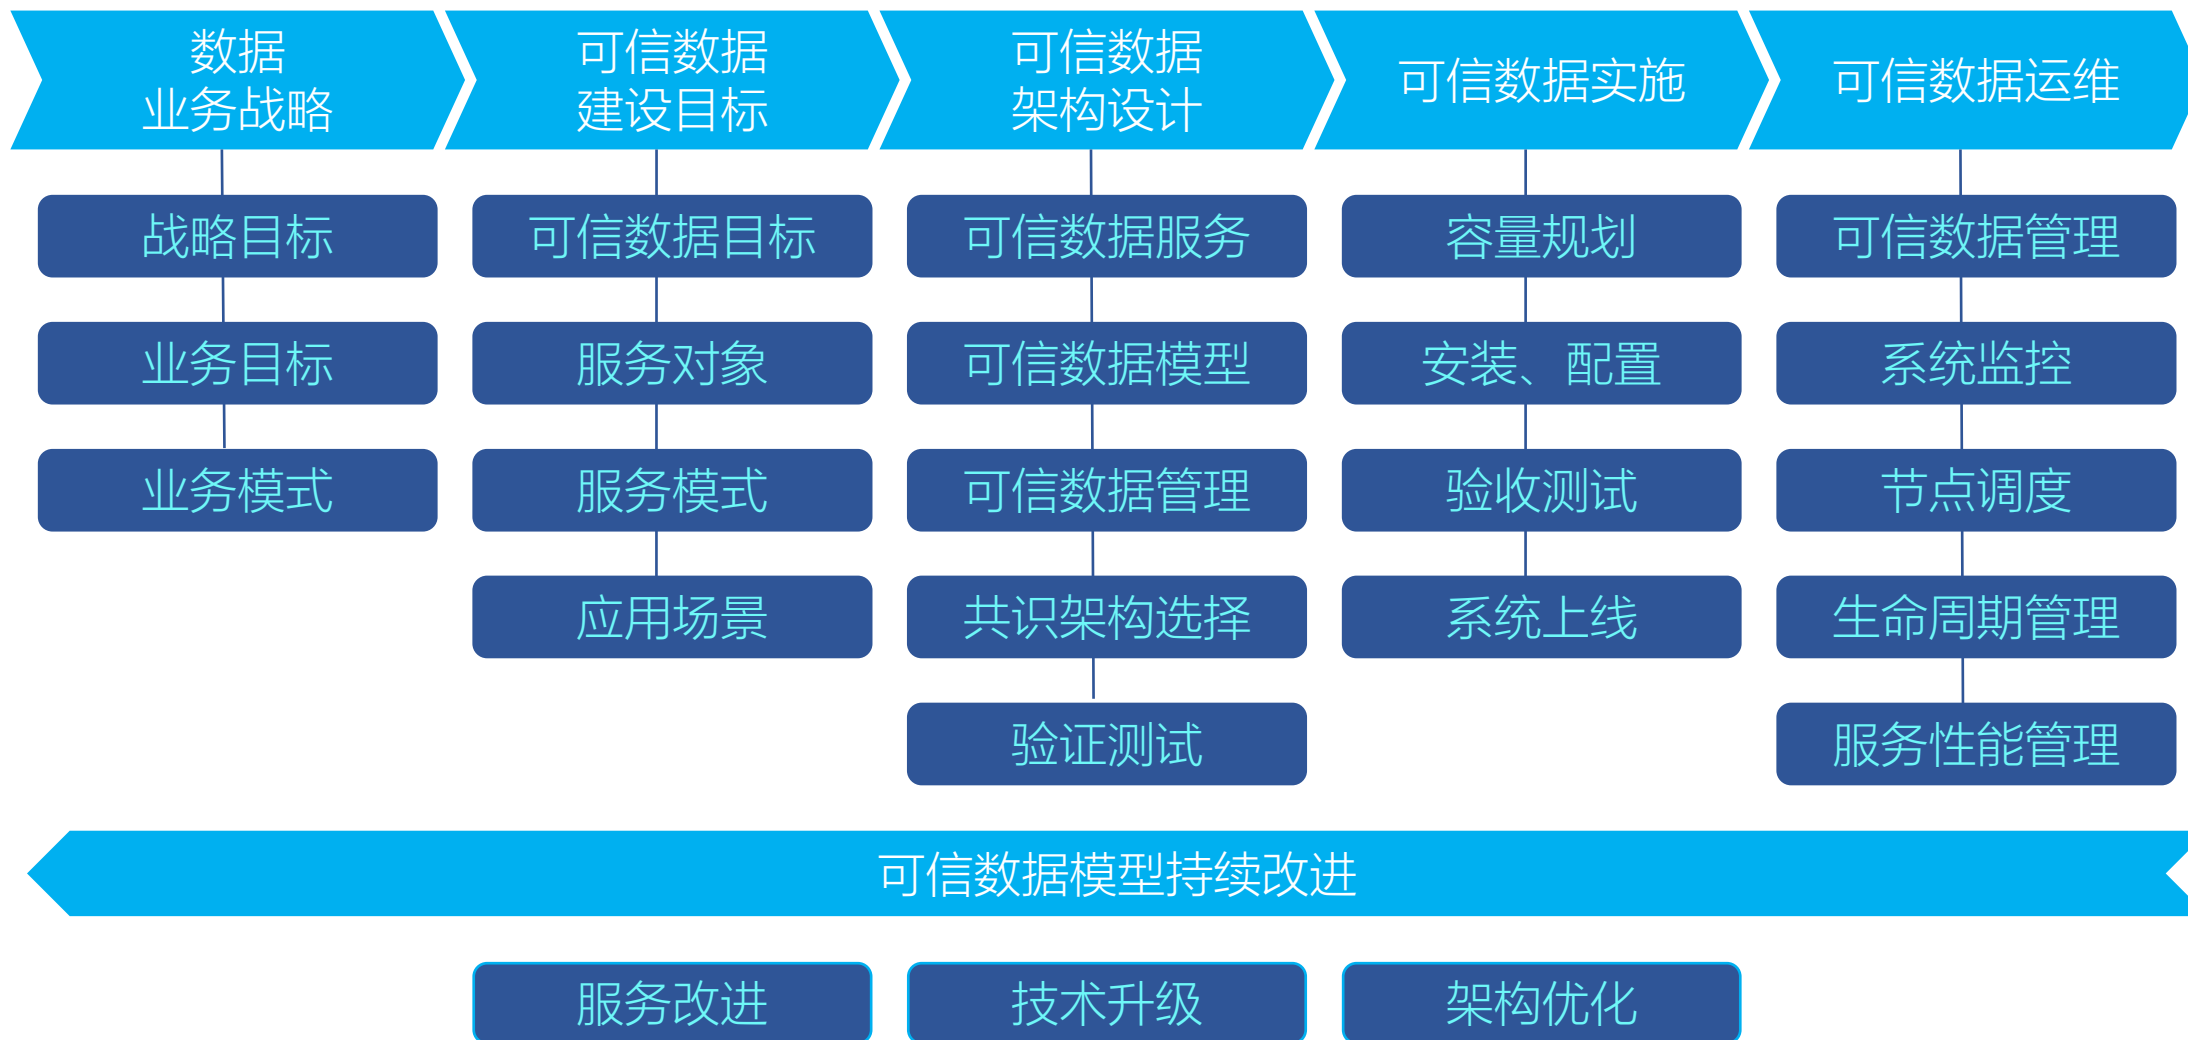 数据
业务战略
可信数据
建设目标
可信数据
架构设计
可信数据实施
可信数据运维
战略目标
可信数据目标
可信数据服务
容量规划
可信数据管理
业务目标
服务对象
可信数据模型
安装、配置
系统监控
业务模式
服务模式
可信数据管理
验收测试
节点调度
应用场景
共识架构选择
系统上线
生命周期管理
验证测试
服务性能管理
可信数据模型持续改进
服务改进
技术升级
架构优化